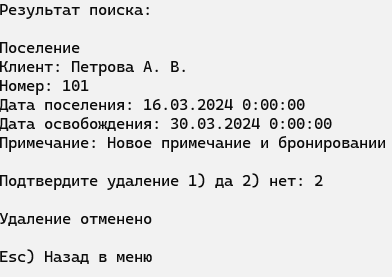 Результат поиска:
Поселение
Клиент: Петрова А. В.
Номер: 101
Дата поселения: 16.03.2024 0:00:00
Дата освобождения: 30.03.2024 0:00:00
Примечание: Новое примечание и бронировании
Подтвердите удаление 1) да 2) нет: 2
Удаление отменено
Esc) Назад в меню